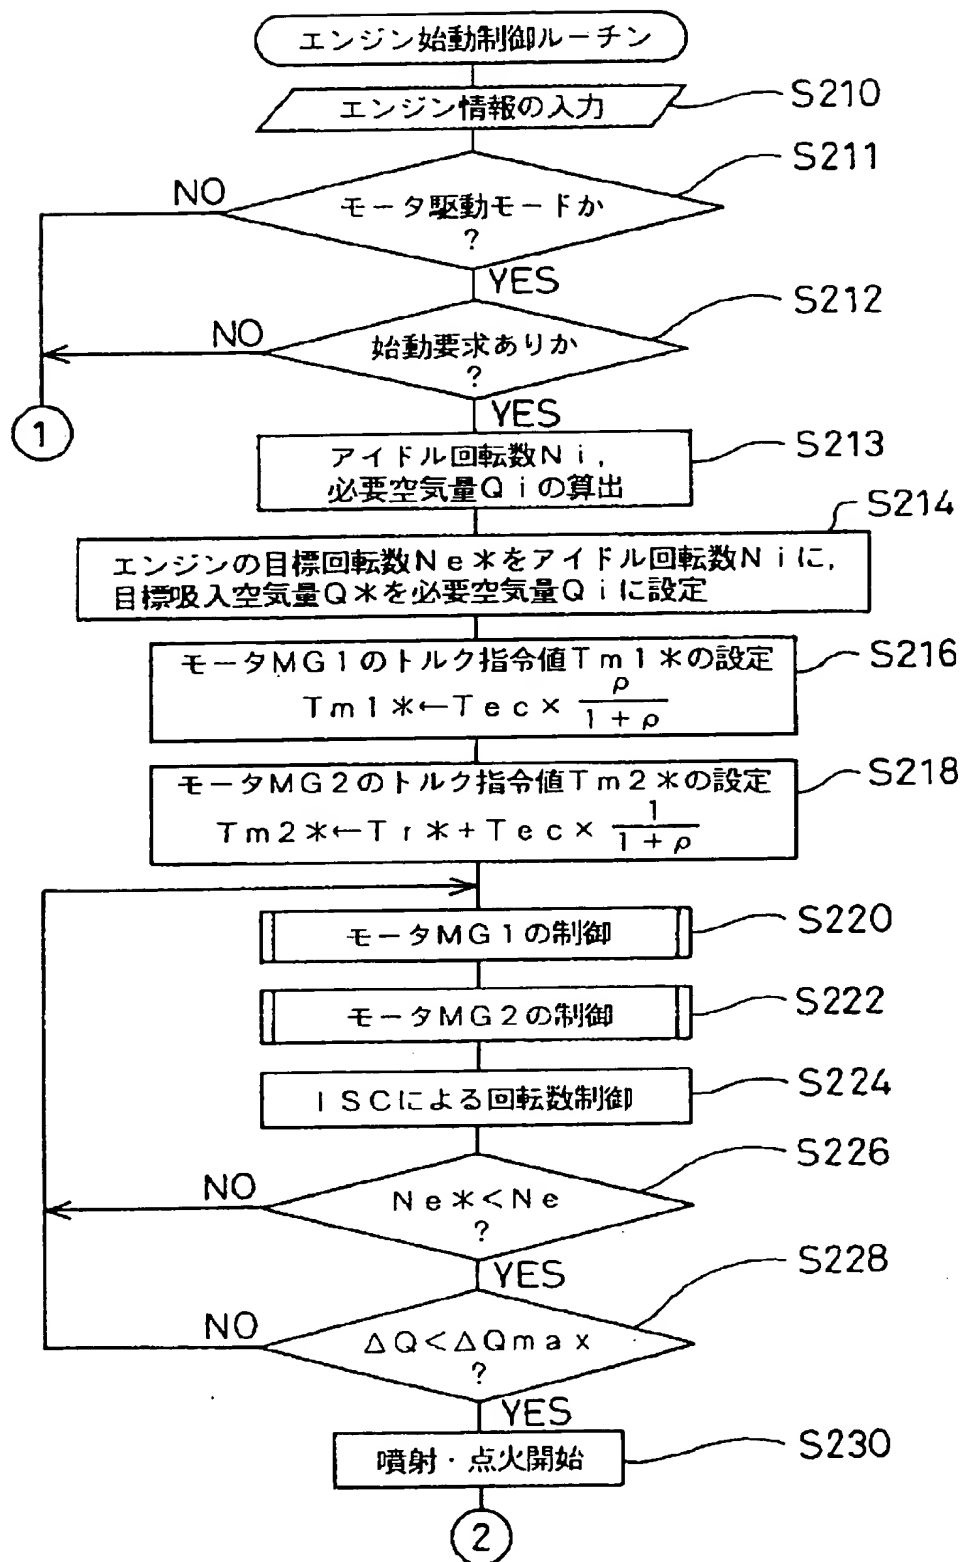 エンジン始動制御ルーチン
エンジン情報の入力
S210
モータ駆動モードか
?
S211
NO
YES
始動要求ありか
?
S212
NO
YES
1
アイドル回転数Ni,
必要空気量Qiの算出
S213
エンジンの目標回転数Ne*をアイドル回転数Niに,
目標吸入空気量Q*を必要空気量Qiに設定
S214
モータMG1のトルク指令値Tm1*の設定
Tm1*←Tec×ρ/1+ρ
S216
モータMG2のトルク指令値Tm2*の設定
Tm2*←Tr*+Tec×1/1+ρ
S218
モータMG1の制御
S220
モータMG2の制御
S222
ISCによる回転数制御
S224
Ne*<Ne
?
S226
NO
YES
ΔQ<ΔQmax
?
S228
NO
YES
噴射・点火開始
S230
2